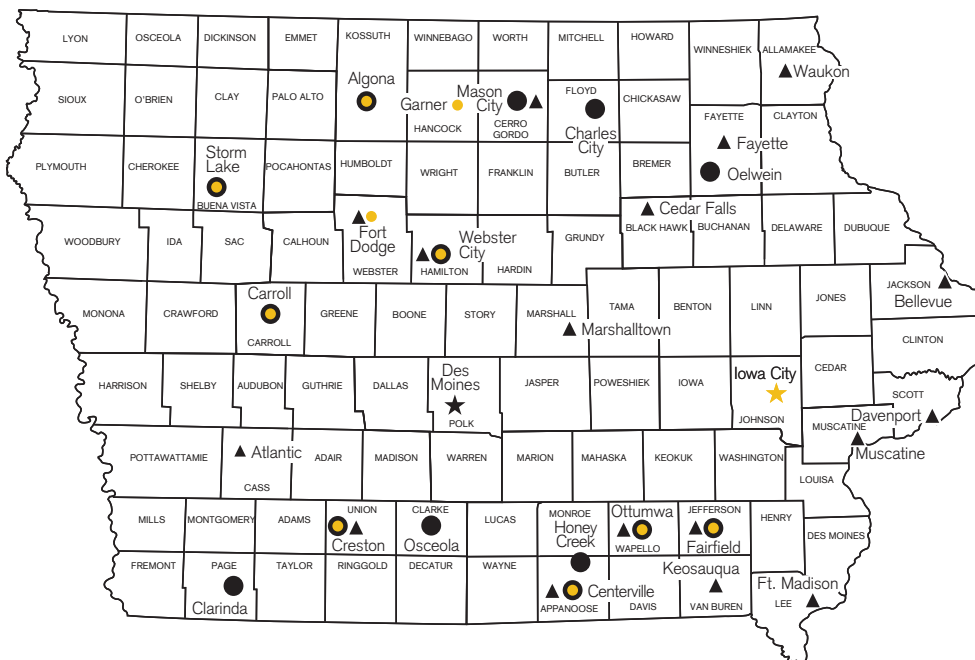 LYON
OSCEOLA
DICKINSON
EMMET
KOSSUTH
WINNEBAGO
WORTH
MITCHELL
HOWARD
WINNESHIEK
ALLAMAKEE
Waukon
Algona
Garner
Mason
City
SIOUX
O'BRIEN
CLAY
PALO ALTO
HANCOCK
CERRO
GORDO
FLOYD
Charles
City
CHICKASAW
FAYETTE
CLAYTON
Fayette
Oelwein
Storm
Lake
PLYMOUTH
CHEROKEE
BUENA VISTA
POCAHONTAS
HUMBOLDT
WRIGHT
FRANKLIN
BUTLER
BREMER
Cedar Falls
BLACK HAWK
BUCHANAN
DELAWARE
DUBUQUE
WOODBURY
IDA
SAC
CALHOUN
Fort
Dodge
WEBSTER
Webster
City
HAMILTON
HARDIN
GRUNDY
JACKSON
Bellevue
MONONA
CRAWFORD
Carroll
CARROLL
GREENE
BOONE
STORY
MARSHALL
Marshalltown
TAMA
BENTON
LINN
JONES
CLINTON
HARRISON
SHELBY
AUDUBON
GUTHRIE
DALLAS
Des
Moines
POLK
JASPER
POWESHIEK
IOWA
Iowa City
JOHNSON
CEDAR
SCOTT
Davenport
MUSCATINE
Muscatine
POTTAWATTAMIE
Atlantic
CASS
ADAIR
MADISON
WARREN
MARION
MAHASKA
KEOKUK
WASHINGTON
LOUISA
MILLS
MONTGOMERY
ADAMS
UNION
Creston
CLARKE
Osceola
LUCAS
MONROE
Honey
Creek
Ottumwa
WAPELLO
JEFFERSON
Fairfield
HENRY
DES MOINES
FREMONT
PAGE
Clarinda
TAYLOR
RINGGOLD
DECATUR
WAYNE
Centerville
APPANOOSE
DAVIS
Keosauqua
VAN BUREN
Ft. Madison
LEE